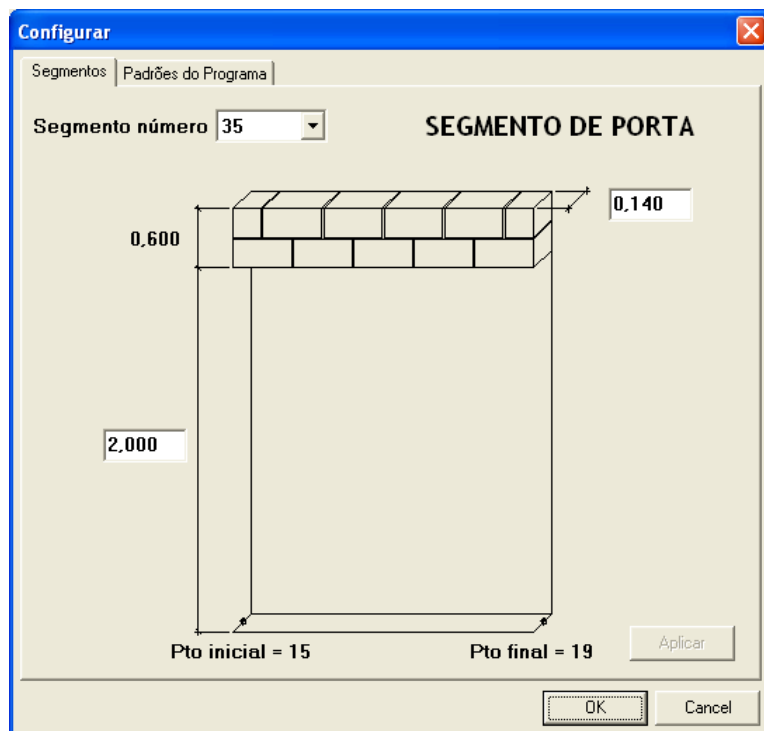 Configurar
Segmentos Padrões do Programa
Segmento número 35 SEGMENTO DE PORTA
0,140
0,600
2,000
Pto inicial = 15 Pto final = 19
Aplicar
OK Cancel